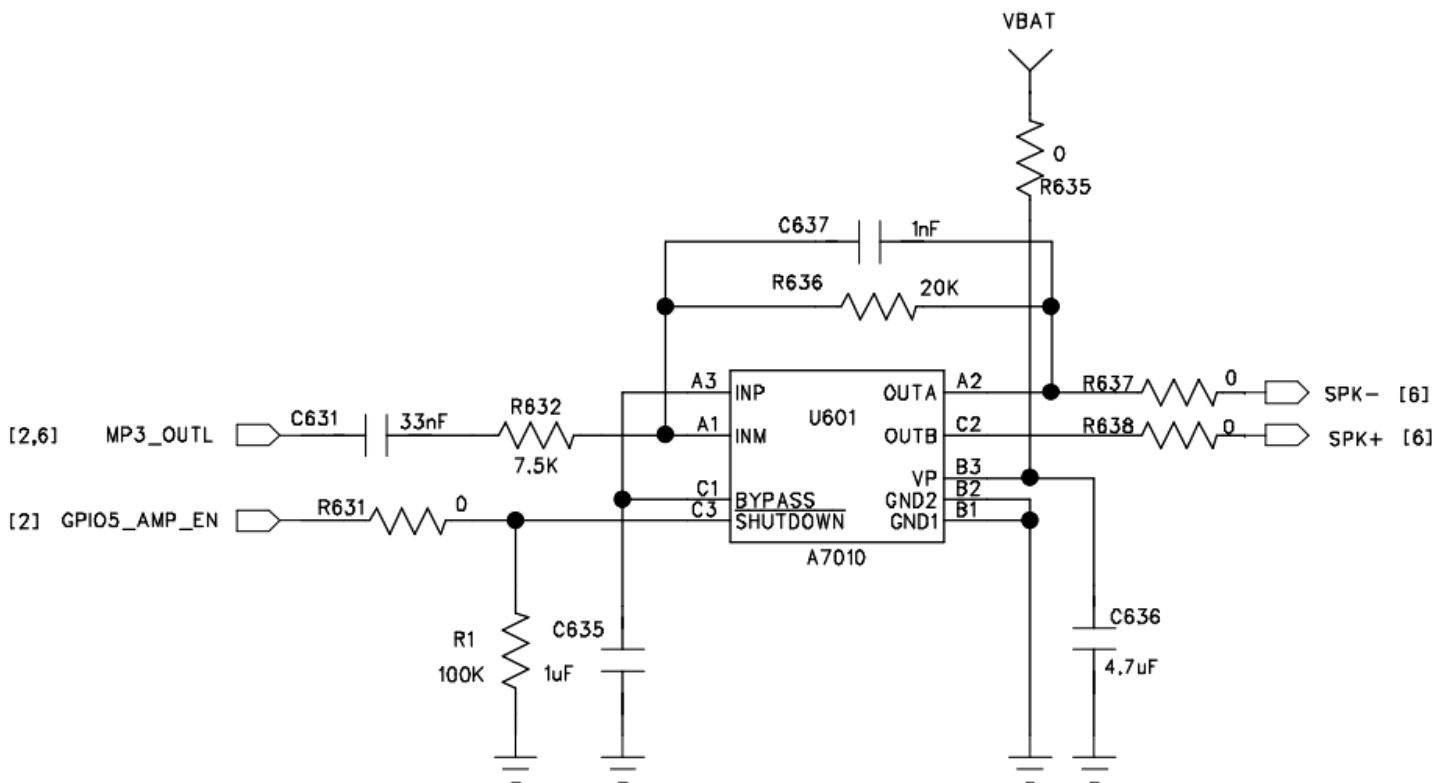 VBAT
0
R635
C637 1nF
R636 20K
A3 INP OUTA A2 R637 0 SPK- [6]
U601
[2,6] MP3_OUTL C631 33nF R632 7.5K A1 INM OUTB C2 R638 0 SPK+ [6]
VP B3
C1 BYPASS GND2 B2
[2] GPIO5_AMP_EN R631 0 C3 SHUTDOWN GND1 B1
A7010
R1 C635 C636
100K 1uF 4.7uF